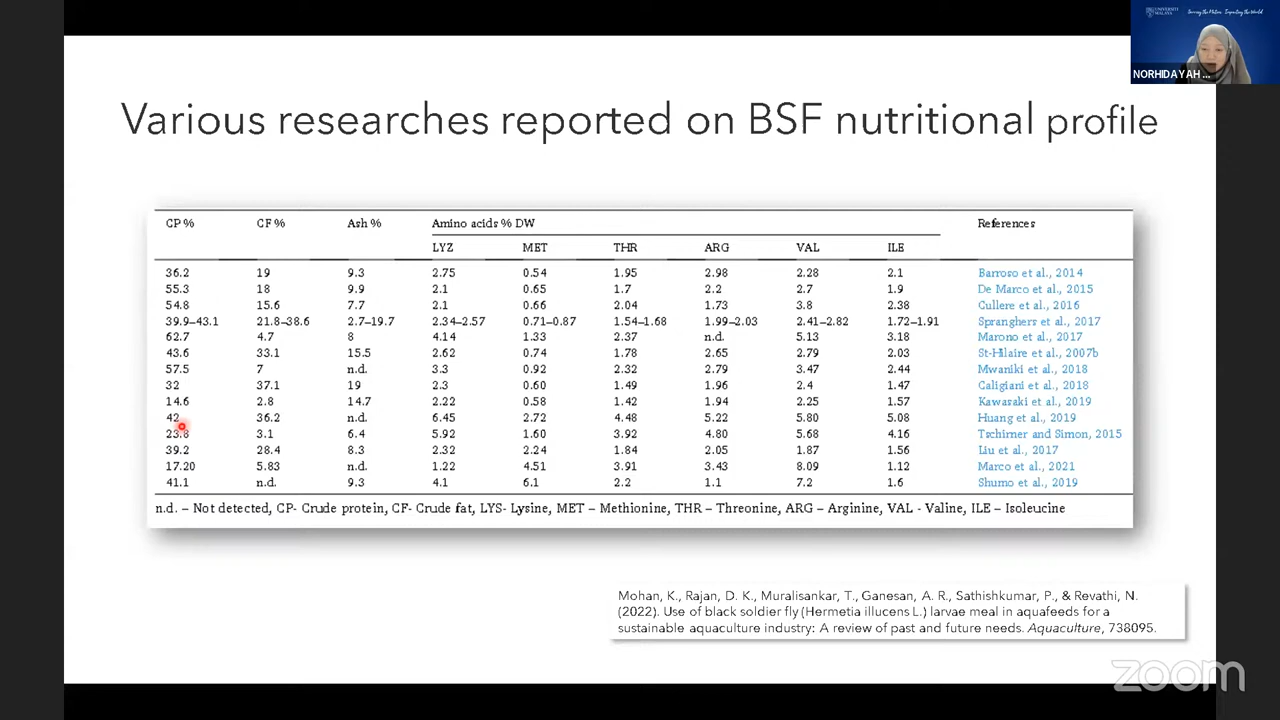 UNIVERSITI MALAYA
Serving the Nation. Impacting the World
NORHIDAYAH ...
Various researches reported on BSF nutritional profile
CP % CF % Ash % Amino acids % DW References
LYZ MET THR ARG VAL ILE
36.2 19 9.3 2.75 0.54 1.95 2.98 2.28 2.1 Barroso et al., 2014
55.3 18 9.9 2.1 0.65 1.7 2.2 2.7 1.9 De Marco et al., 2015
54.8 15.6 7.7 2.1 0.66 2.04 1.73 3.8 2.38 Cullere et al., 2016
39.9–43.1 21.8–38.6 2.7–19.7 2.34–2.57 0.71–0.87 1.54–1.68 1.99–2.03 2.41–2.82 1.72–1.91 Spranghers et al., 2017
62.7 4.7 8 4.14 1.33 2.37 n.d. 5.13 3.18 Marono et al., 2017
43.6 33.1 15.5 2.62 0.74 1.78 2.65 2.79 2.03 St-Hilaire et al., 2007b
57.5 7 n.d. 3.3 0.92 2.32 2.79 3.47 2.44 Mwaniki et al., 2018
32 37.1 19 2.3 0.60 1.49 1.96 2.4 1.47 Caligiani et al., 2018
14.6 2.8 14.7 2.22 0.58 1.42 1.94 2.25 1.57 Kawasaki et al., 2019
42 36.2 n.d. 6.45 2.72 4.48 5.22 5.80 5.08 Huang et al., 2019
23.8 3.1 6.4 5.92 1.60 3.92 4.80 5.68 4.16 Tschirner and Simon, 2015
39.2 28.4 8.3 2.32 2.24 1.84 2.05 1.87 1.56 Liu et al., 2017
17.20 5.83 n.d. 1.22 4.51 3.91 3.43 8.09 1.12 Marco et al., 2021
41.1 n.d. 9.3 4.1 6.1 2.2 1.1 7.2 1.6 Shumo et al., 2019
n.d. – Not detected, CP- Crude protein, CF- Crude fat, LYS- Lysine, MET – Methionine, THR – Threonine, ARG – Arginine, VAL - Valine, ILE – Isoleucine
Mohan, K., Rajan, D. K., Muralisankar, T., Ganesan, A. R., Sathishkumar, P., & Revathi, N.
(2022). Use of black soldier fly (Hermetia illucens L.) larvae meal in aquafeeds for a
sustainable aquaculture industry: A review of past and future needs. Aquaculture, 738095.
zoom